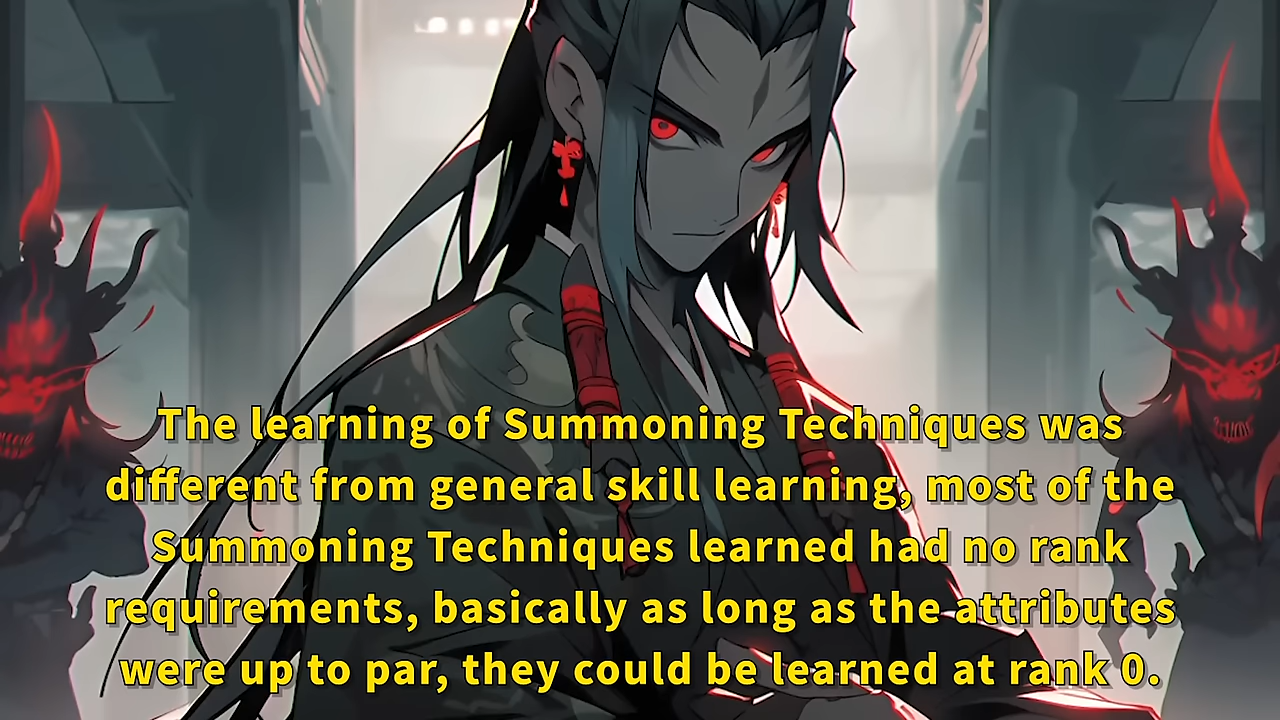 The learning of Summoning Techniques was
different from general skill learning, most of the
Summoning Techniques learned had no rank
requirements, basically as long as the attributes
were up to par, they could be learned at rank 0.